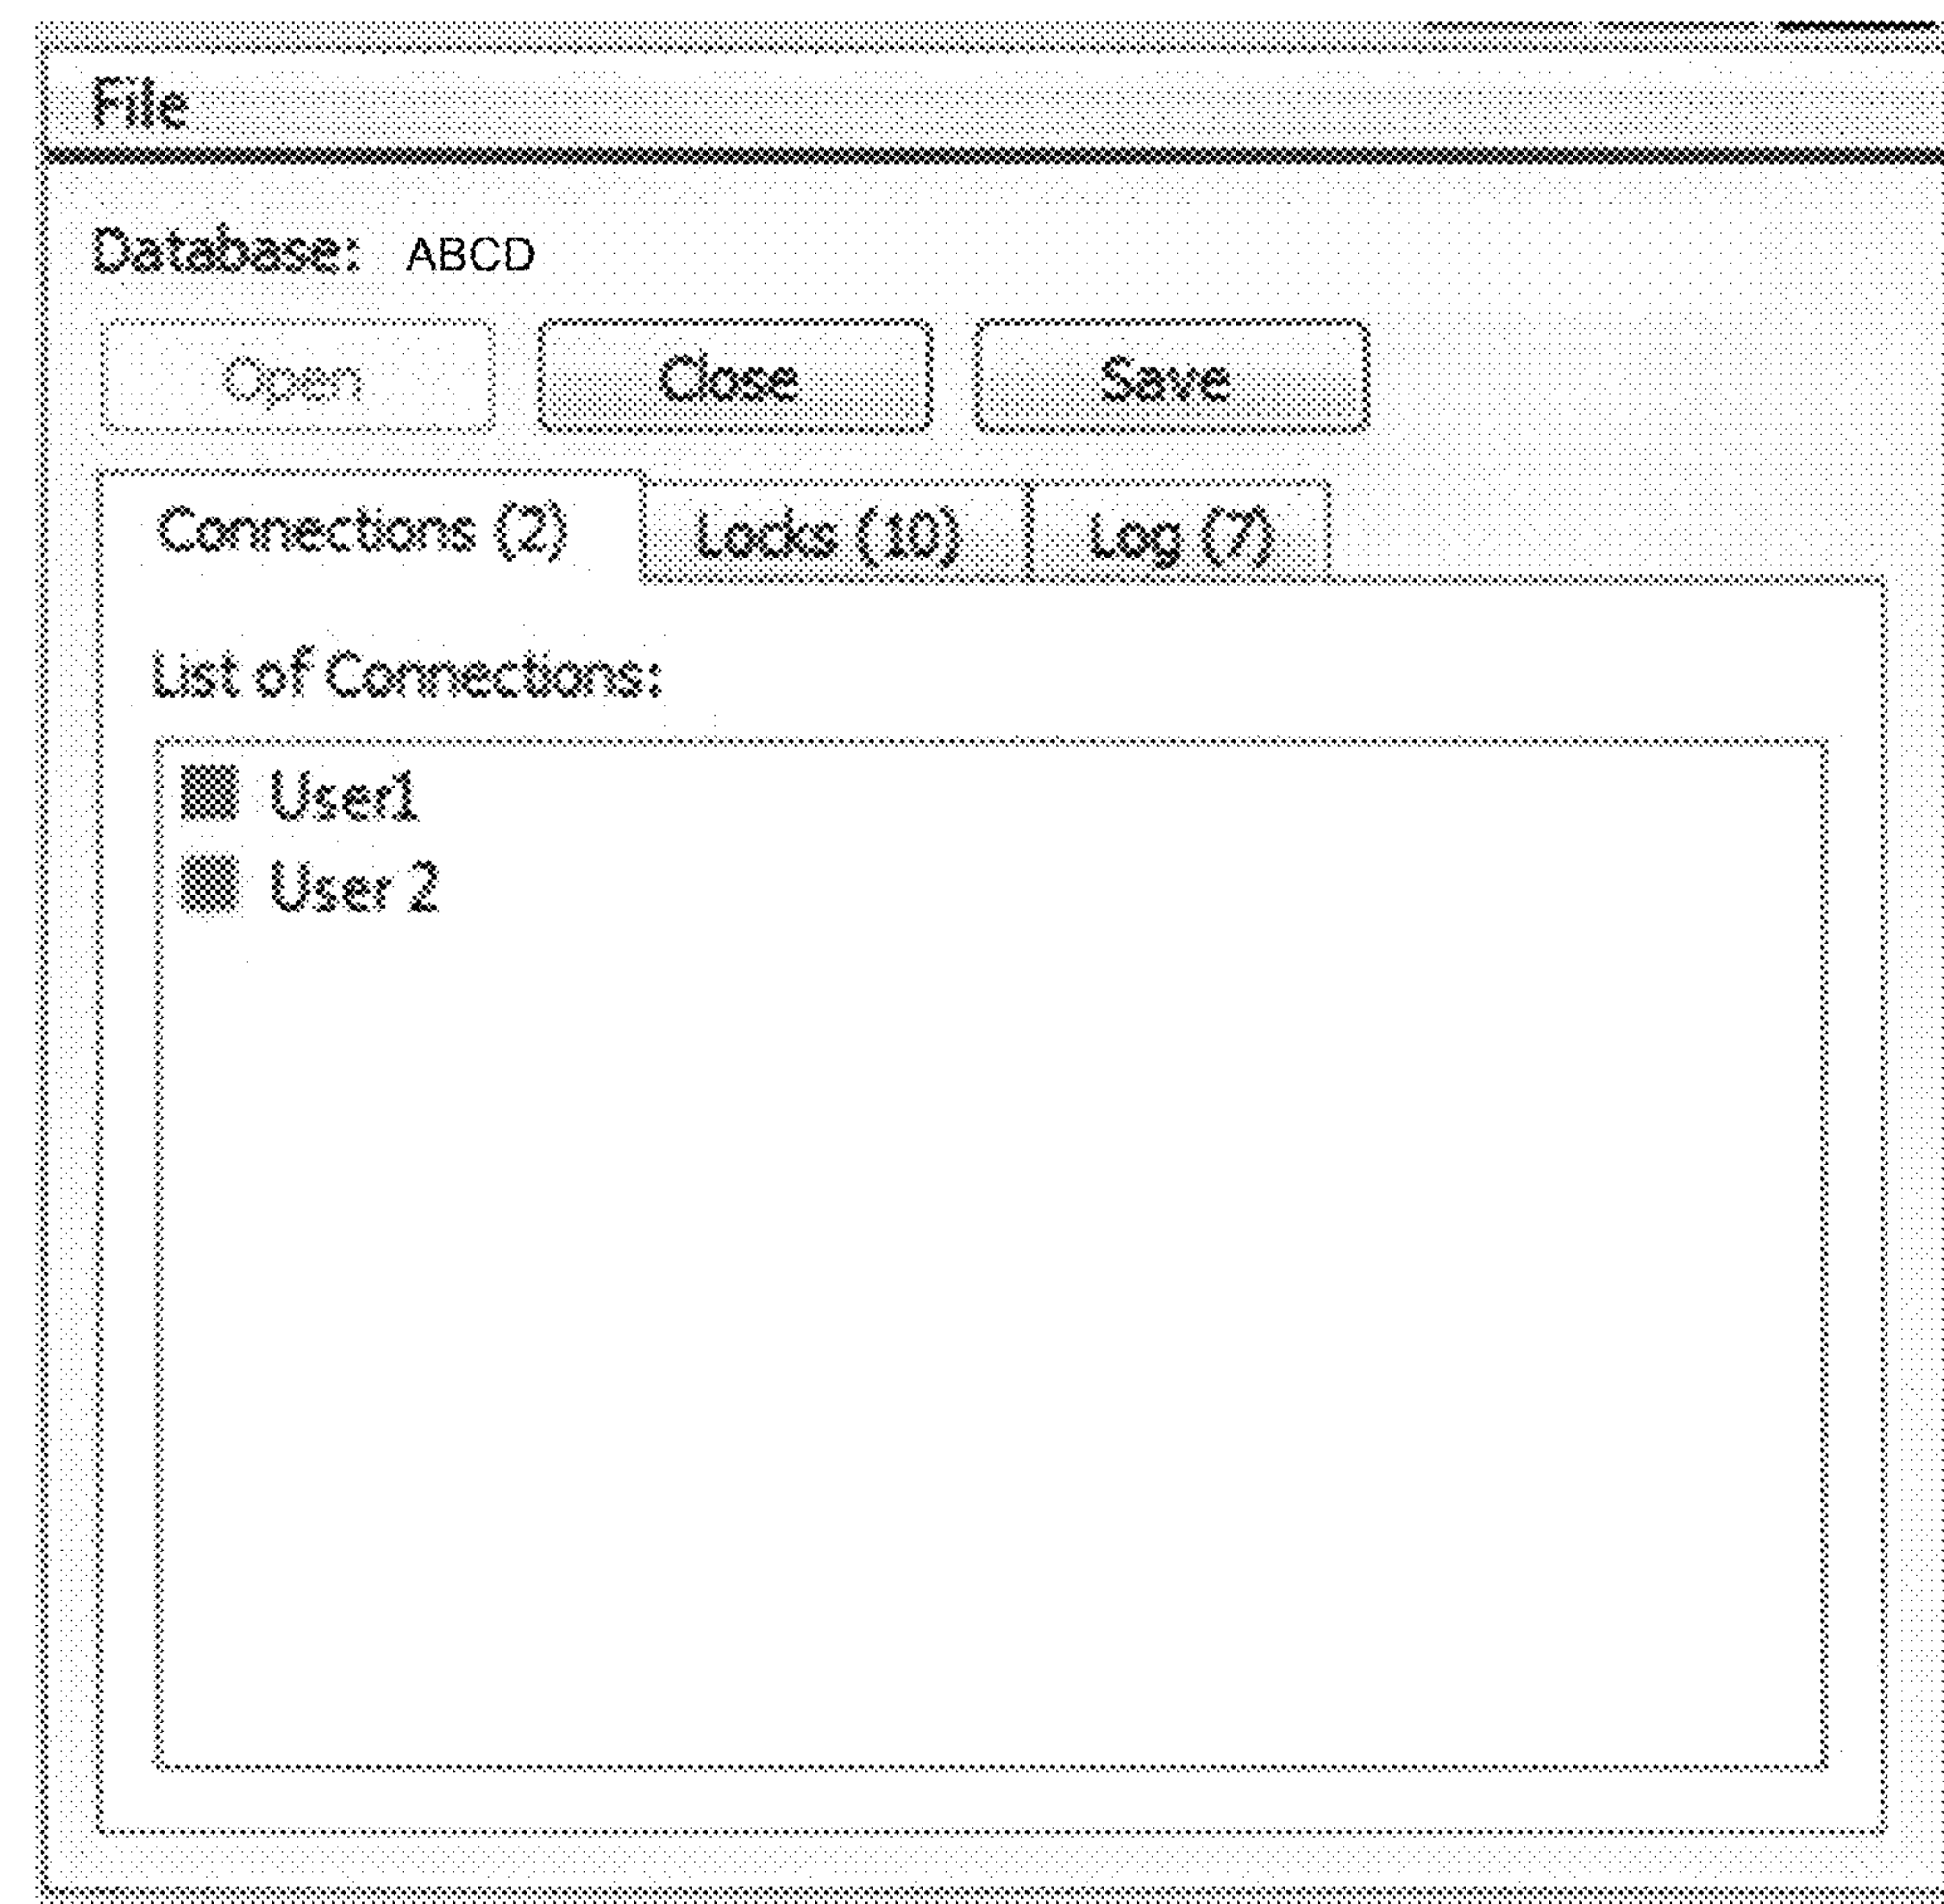 File
Database: ABCD
Open Close Save
Connections (2) Locks (10) Log (7)
List of Connections:
User1
User 2